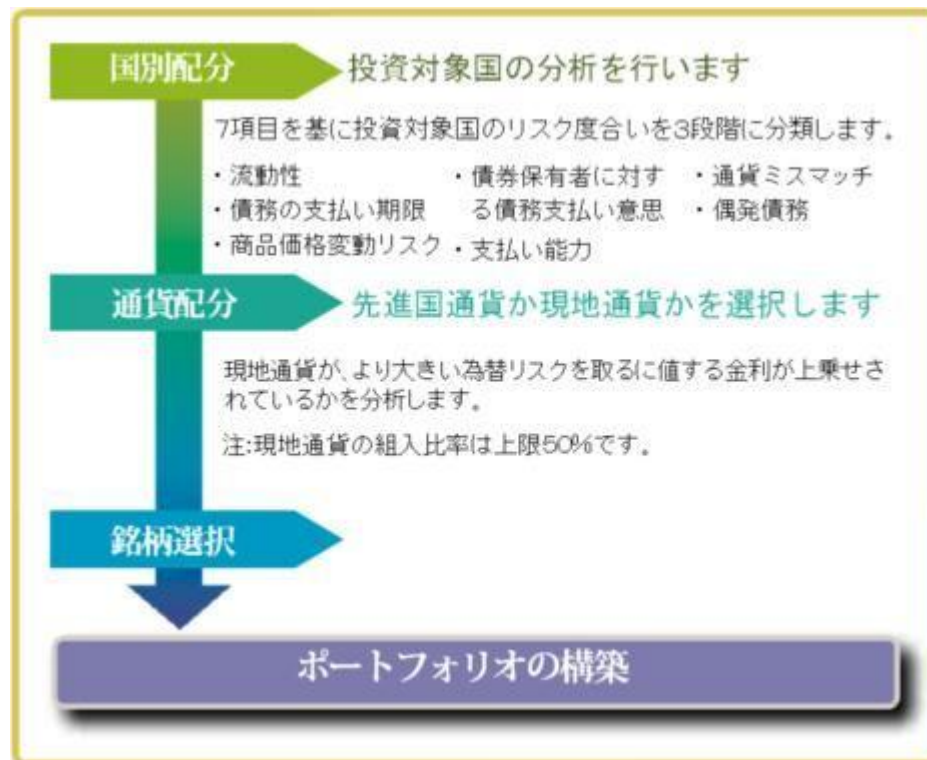 国別配分
投資対象国の分析を行います
7項目を基に投資対象国のリスク度合いを3段階に分類します。
・流動性
・債務の支払い期限
・商品価格変動リスク
・債券保有者に対す
る債務支払い意思
・支払い能力
・通貨ミスマッチ
・偶発債務
通貨配分
先進国通貨か現地通貨かを選択します
現地通貨が、より大きい為替リスクを取るに値する金利が上乗せさ
れているかを分析します。
注:現地通貨の組入比率は上限50%です。
銘柄選択
ポートフォリオの構築